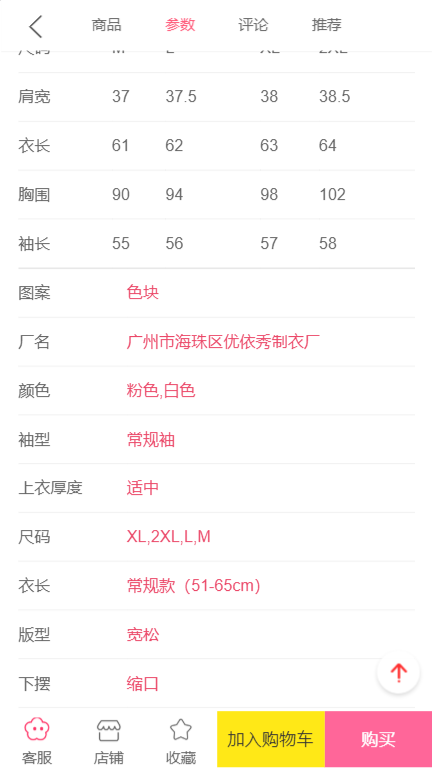 商品 参数 评论 推荐
尺码 M L XL 2XL
肩宽 37 37.5 38 38.5
衣长 61 62 63 64
胸围 90 94 98 102
袖长 55 56 57 58
图案 色块
厂名 广州市海珠区优依秀制衣厂
颜色 粉色,白色
袖型 常规袖
上衣厚度 适中
尺码 XL,2XL,L,M
衣长 常规款（51-65cm）
版型 宽松
下摆 缩口
客服 店铺 收藏 加入购物车 购买